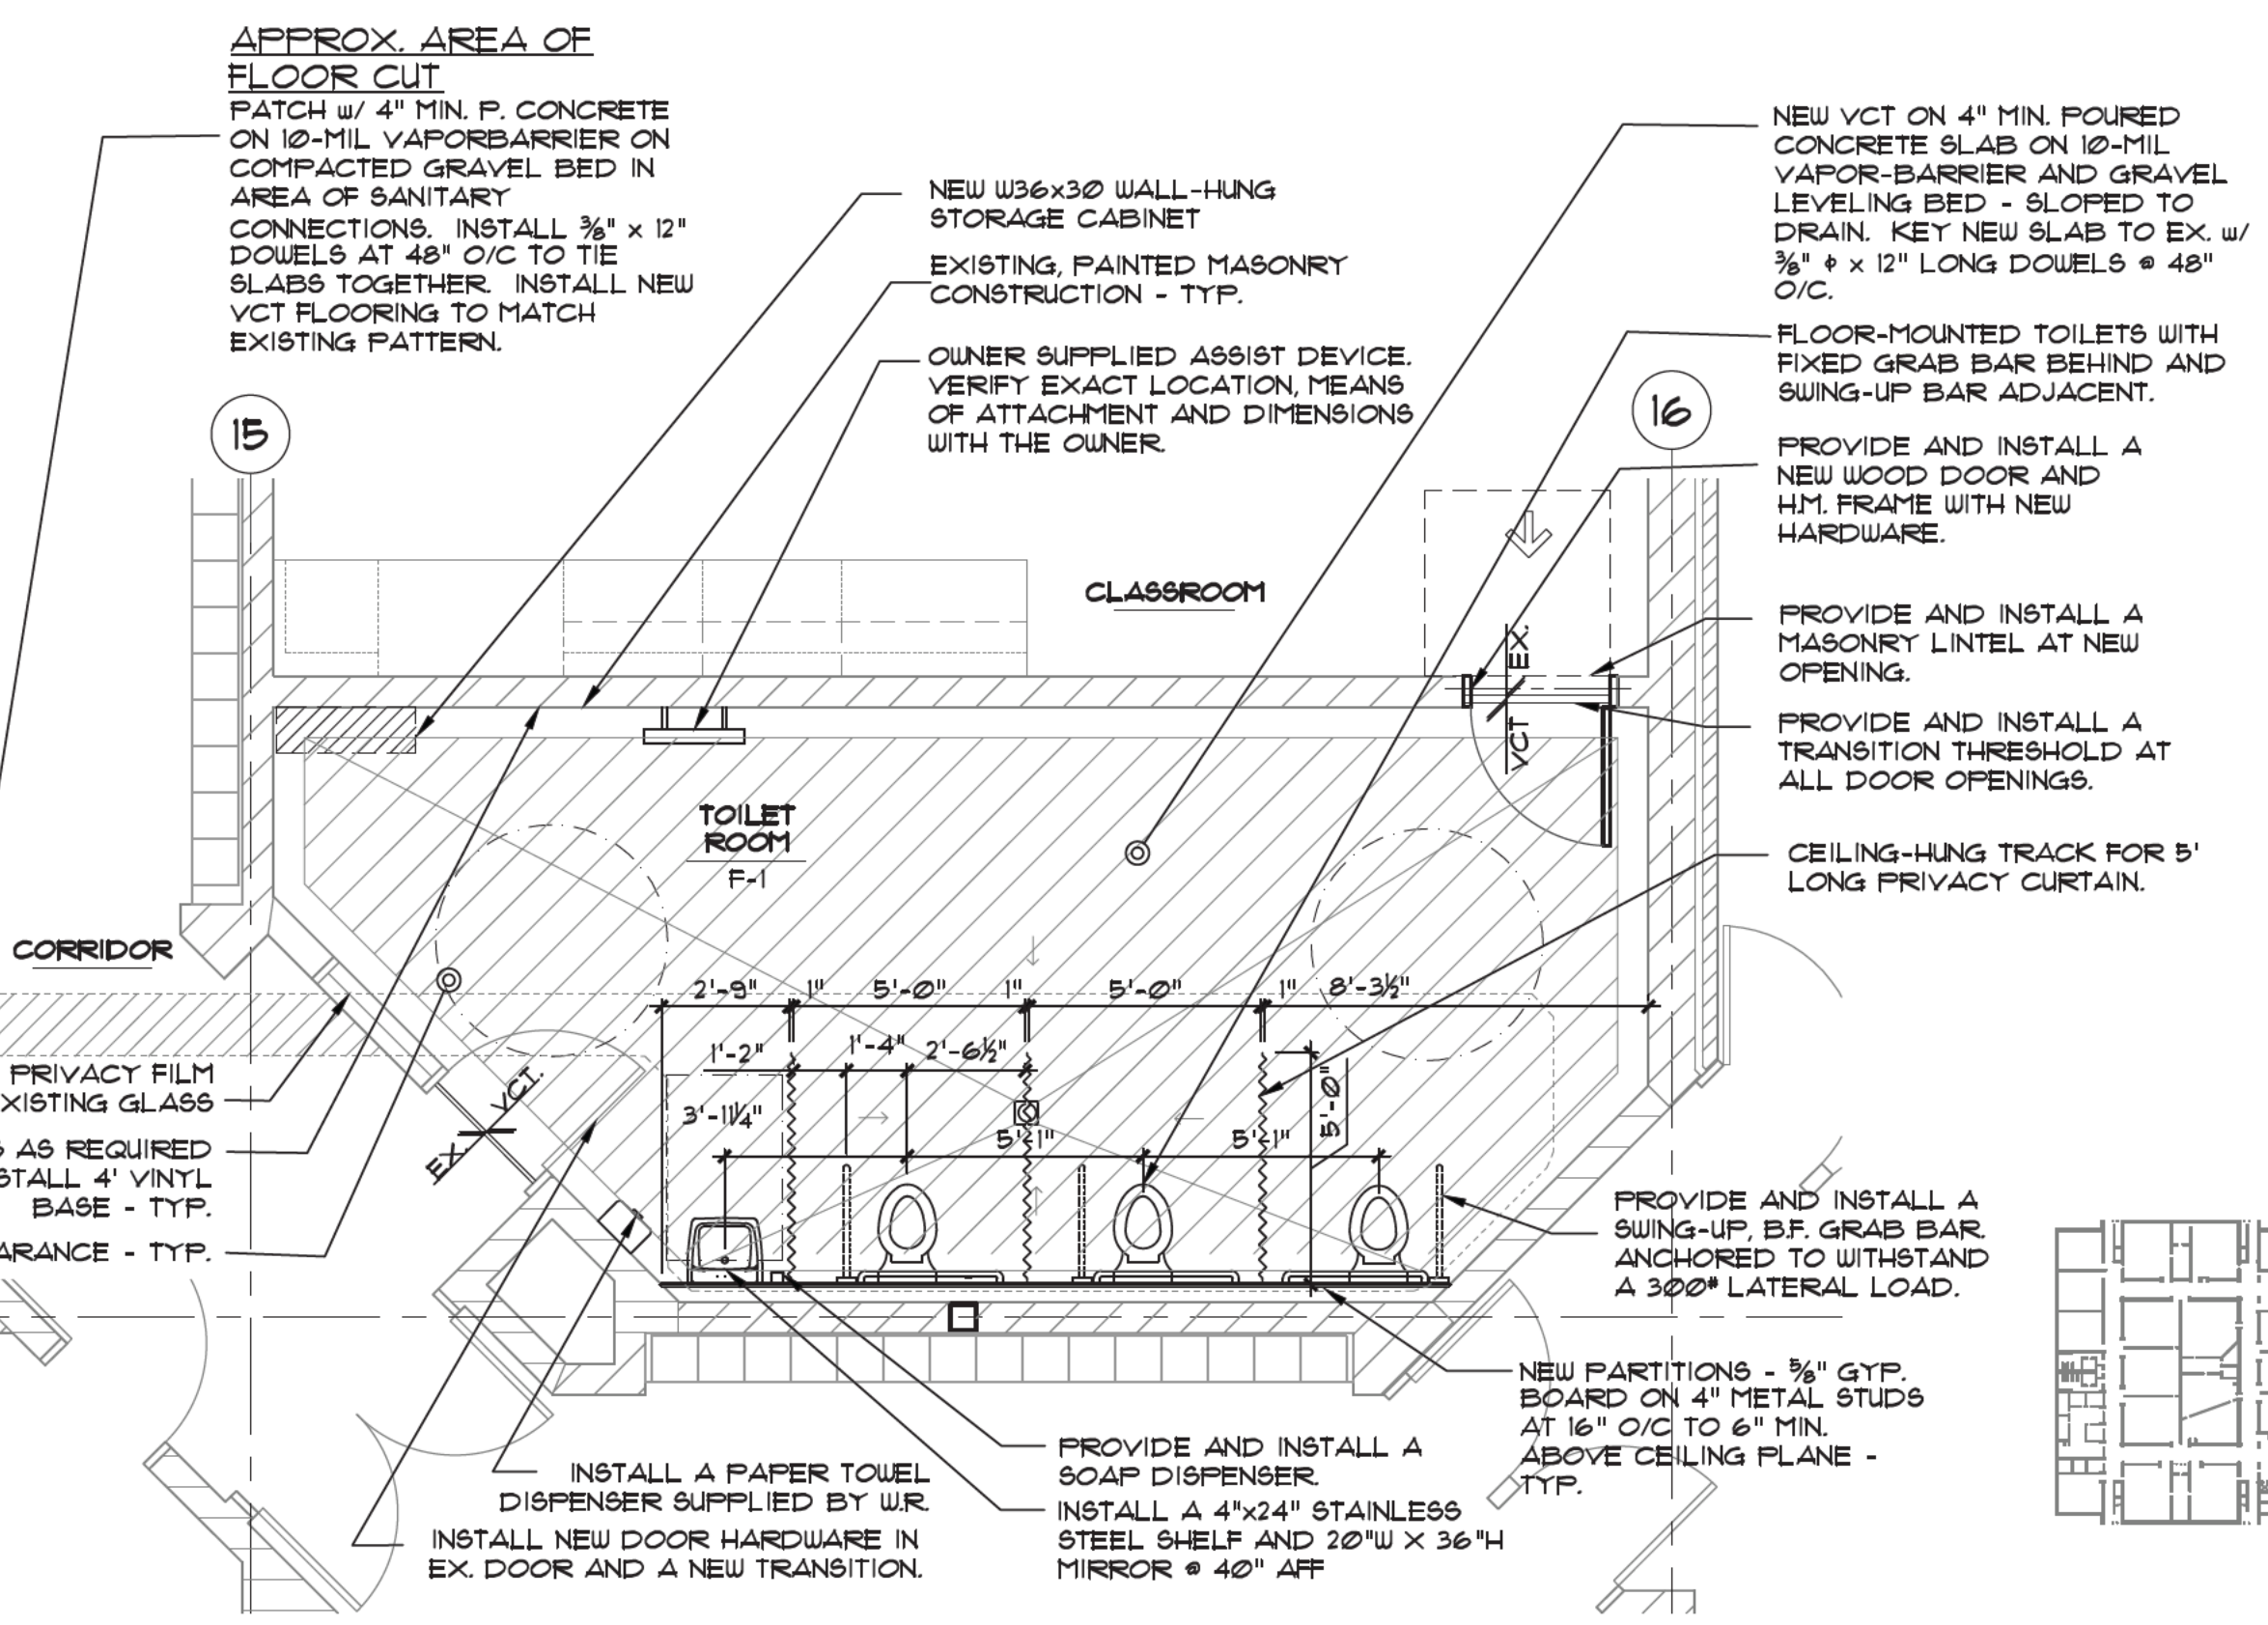 APPROX. AREA OF
FLOOR CUT
PATCH w/ 4" MIN. P. CONCRETE
ON 10-MIL VAPORBARRIER ON
COMPACTED GRAVEL BED IN
AREA OF SANITARY
CONNECTIONS. INSTALL ⅜" x 12"
DOWELS AT 48" O/C TO TIE
SLABS TOGETHER. INSTALL NEW
VCT FLOORING TO MATCH
EXISTING PATTERN.
NEW W36x30 WALL-HUNG
STORAGE CABINET
EXISTING, PAINTED MASONRY
CONSTRUCTION - TYP.
OWNER SUPPLIED ASSIST DEVICE.
VERIFY EXACT LOCATION, MEANS
OF ATTACHMENT AND DIMENSIONS
WITH THE OWNER.
NEW VCT ON 4" MIN. POURED
CONCRETE SLAB ON 10-MIL
VAPOR-BARRIER AND GRAVEL
LEVELING BED - SLOPED TO
DRAIN. KEY NEW SLAB TO EX. w/
⅜" ϕ x 12" LONG DOWELS @ 48"
O/C.
FLOOR-MOUNTED TOILETS WITH
FIXED GRAB BAR BEHIND AND
SWING-UP BAR ADJACENT.
PROVIDE AND INSTALL A
NEW WOOD DOOR AND
H.M. FRAME WITH NEW
HARDWARE.
PROVIDE AND INSTALL A
MASONRY LINTEL AT NEW
OPENING.
PROVIDE AND INSTALL A
TRANSITION THRESHOLD AT
ALL DOOR OPENINGS.
CEILING-HUNG TRACK FOR 5'
LONG PRIVACY CURTAIN.
15
16
CLASSROOM
EX.
VCT
TOILET
ROOM
F-1
CORRIDOR
2'-9"
1"
5'-0"
1"
5'-0"
1"
8'-3½"
1'-2"
1'-4"
2'-6½"
3'-11¼"
5'-1"
5'-1"
5'-0"
VCT.
EX.
PRIVACY FILM
XISTING GLASS
S AS REQUIRED
STALL 4' VINYL
BASE - TYP.
ARANCE - TYP.
PROVIDE AND INSTALL A
SWING-UP, B.F. GRAB BAR.
ANCHORED TO WITHSTAND
A 300# LATERAL LOAD.
NEW PARTITIONS - ⅝" GYP.
BOARD ON 4" METAL STUDS
AT 16" O/C TO 6" MIN.
ABOVE CEILING PLANE -
TYP.
PROVIDE AND INSTALL A
SOAP DISPENSER.
INSTALL A 4"x24" STAINLESS
STEEL SHELF AND 20"W X 36"H
MIRROR @ 40" AFF
INSTALL A PAPER TOWEL
DISPENSER SUPPLIED BY W.R.
INSTALL NEW DOOR HARDWARE IN
EX. DOOR AND A NEW TRANSITION.